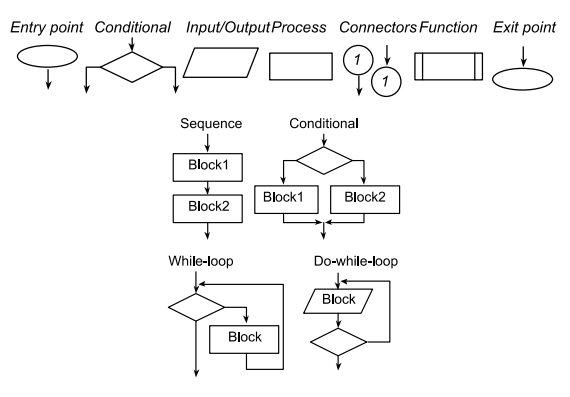 Entry point Conditional Input/Output Process Connectors Function Exit point
1
1
Sequence Conditional
Block1
Block2
Block1 Block2
While-loop Do-while-loop
Block
Block